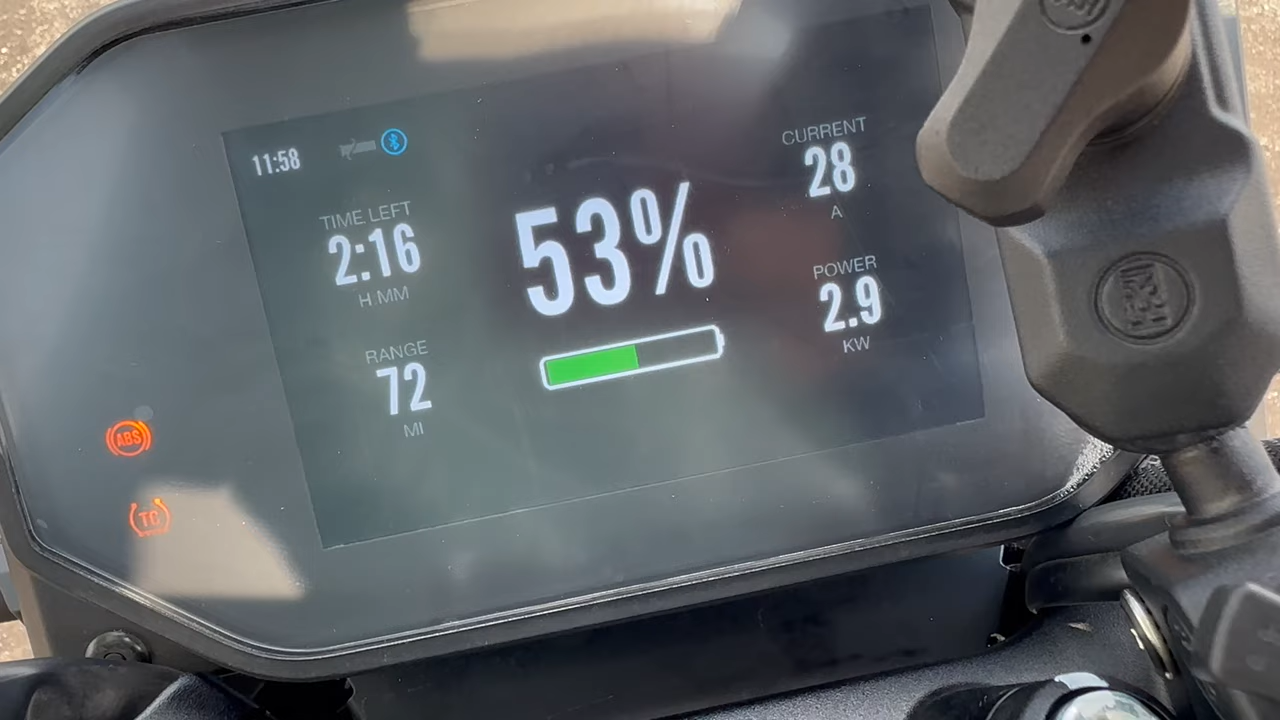 11:58
TIME LEFT
2:16
H:MM
RANGE
72
MI
53%
CURRENT
28
A
POWER
2.9
KW
ABS
TC